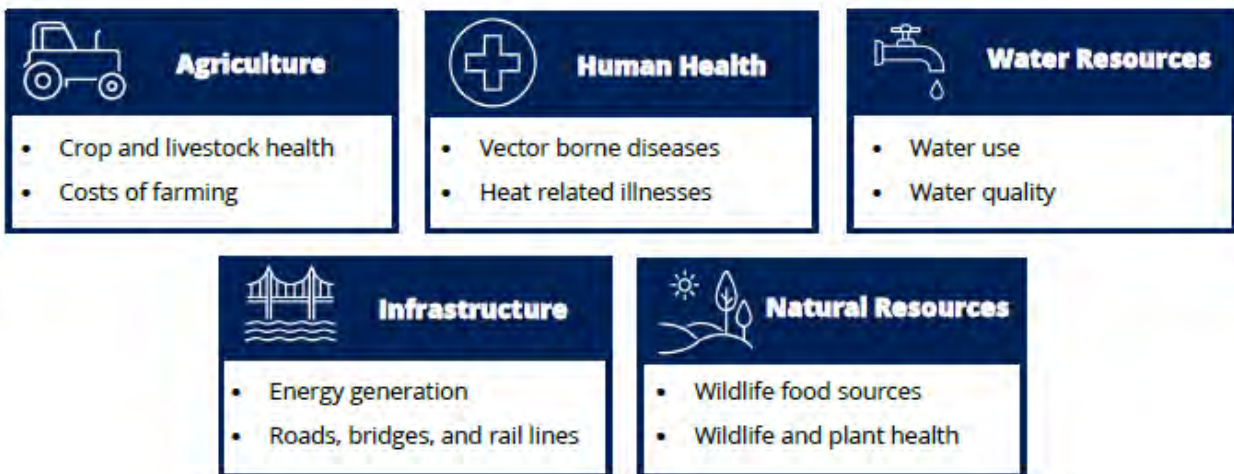 Agriculture
• Crop and livestock health
• Costs of farming
Human Health
• Vector borne diseases
• Heat related illnesses
Water Resources
• Water use
• Water quality
Infrastructure
• Energy generation
• Roads, bridges, and rail lines
Natural Resources
• Wildlife food sources
• Wildlife and plant health